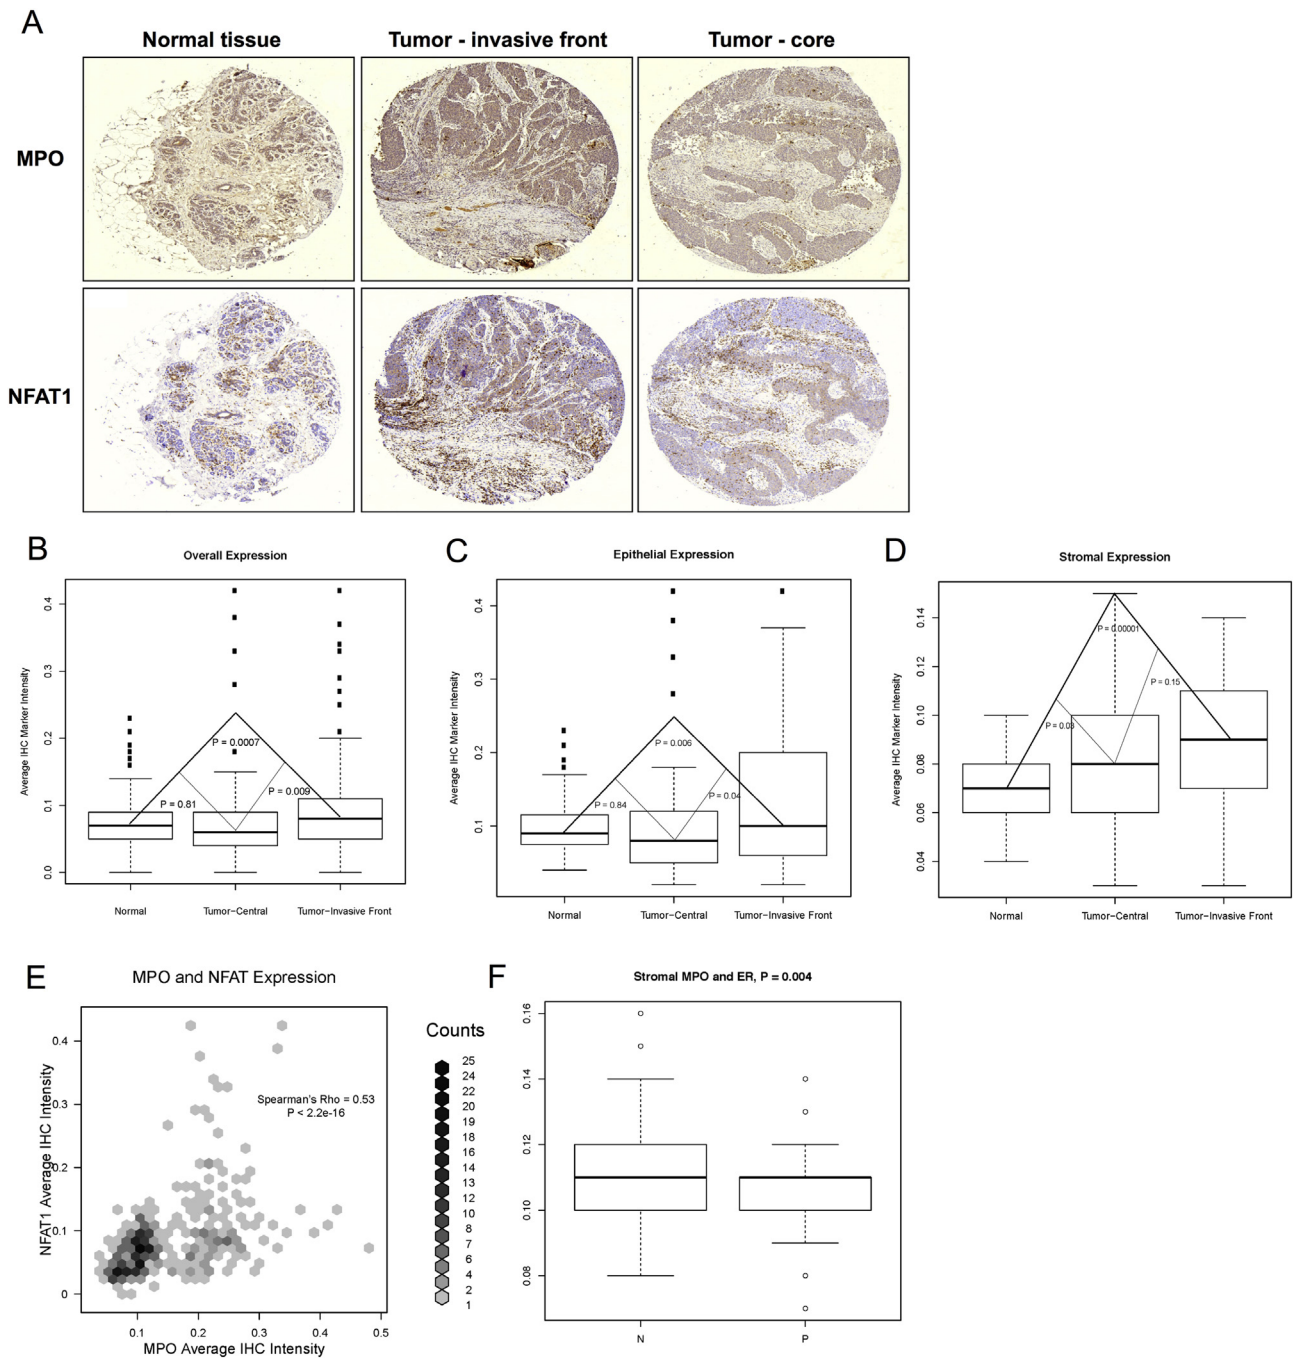 A
Normal tissue
Tumor - invasive front
Tumor - core
MPO
NFAT1
B
Overall Expression
Average IHC Marker Intensity
0.4
0.3
0.2
0.1
0.0
P = 0.0007
P = 0.81
P = 0.009
Normal
Tumor-Central
Tumor-Invasive Front
C
Epithelial Expression
Average IHC Marker Intensity
0.4
0.3
0.2
0.1
P = 0.006
P = 0.84
P = 0.04
Normal
Tumor-Central
Tumor-Invasive Front
D
Stromal Expression
Average IHC Marker Intensity
0.14
0.12
0.10
0.08
0.06
0.04
P = 0.00001
P = 0.15
P = 0.03
Normal
Tumor-Central
Tumor-Invasive Front
E
MPO and NFAT Expression
NFAT1 Average IHC Intensity
0.4
0.3
0.2
0.1
0
Spearman's Rho = 0.53
P < 2.2e-16
0.1
0.2
0.3
0.4
0.5
MPO Average IHC Intensity
Counts
25
24
22
20
19
18
16
14
13
12
10
8
7
6
4
2
1
F
Stromal MPO and ER, P = 0.004
0.16
0.14
0.12
0.10
0.08
N
P